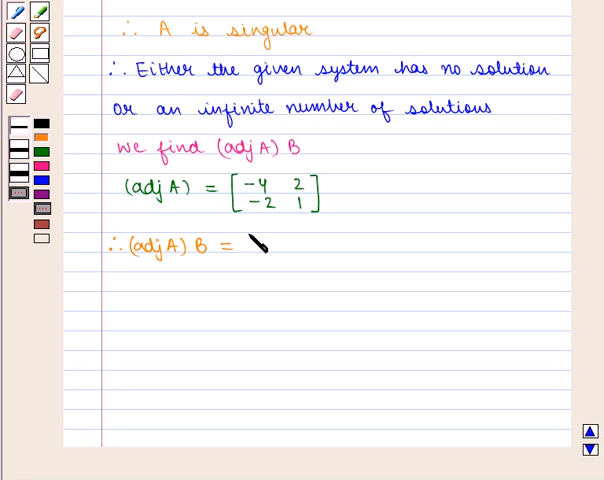 ∴ A is singular
∴ Either the given system has no solution
or an infinite number of solutions
we find (adj A) B
(adj A) = [ -4 2
-2 1 ]
∴ (adj A) B =